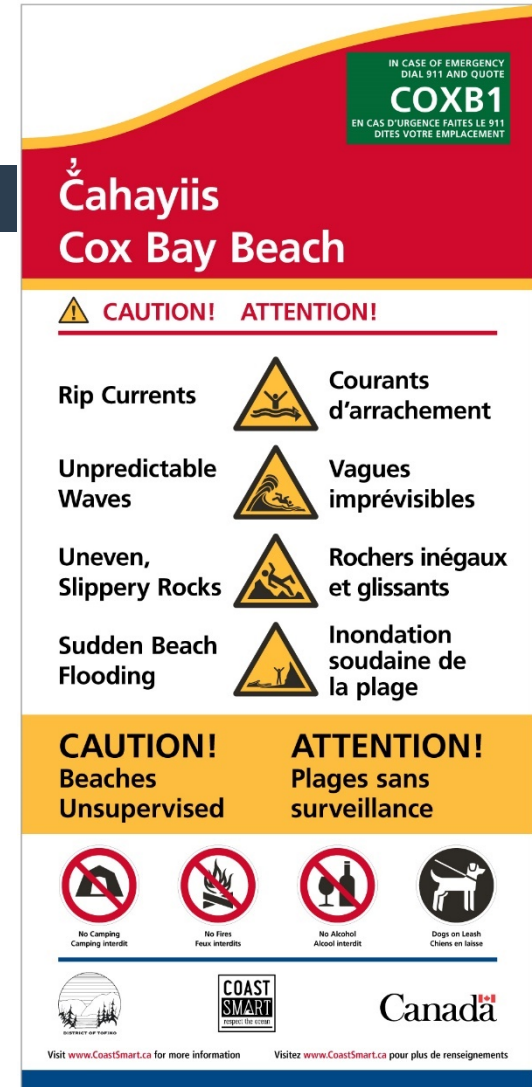 IN CASE OF EMERGENCY
DIAL 911 AND QUOTE
COXB1
EN CAS D'URGENCE FAITES LE 911
DITES VOTRE EMPLACEMENT
Č̓ahayiis
Cox Bay Beach
CAUTION! ATTENTION!
Rip Currents
Courants
d'arrachement
Unpredictable
Waves
Vagues
imprévisibles
Uneven,
Slippery Rocks
Rochers inégaux
et glissants
Sudden Beach
Flooding
Inondation
soudaine de
la plage
CAUTION!
Beaches
Unsupervised
ATTENTION!
Plages sans
surveillance
No Camping
Camping interdit
No Fires
Feux interdits
No Alcohol
Alcool interdit
Dogs on Leash
Chiens en laisse
DISTRICT OF TOFINO
COAST
SMART
respect the ocean
Canada
Visit www.CoastSmart.ca for more information
Visitez www.CoastSmart.ca pour plus de renseignements